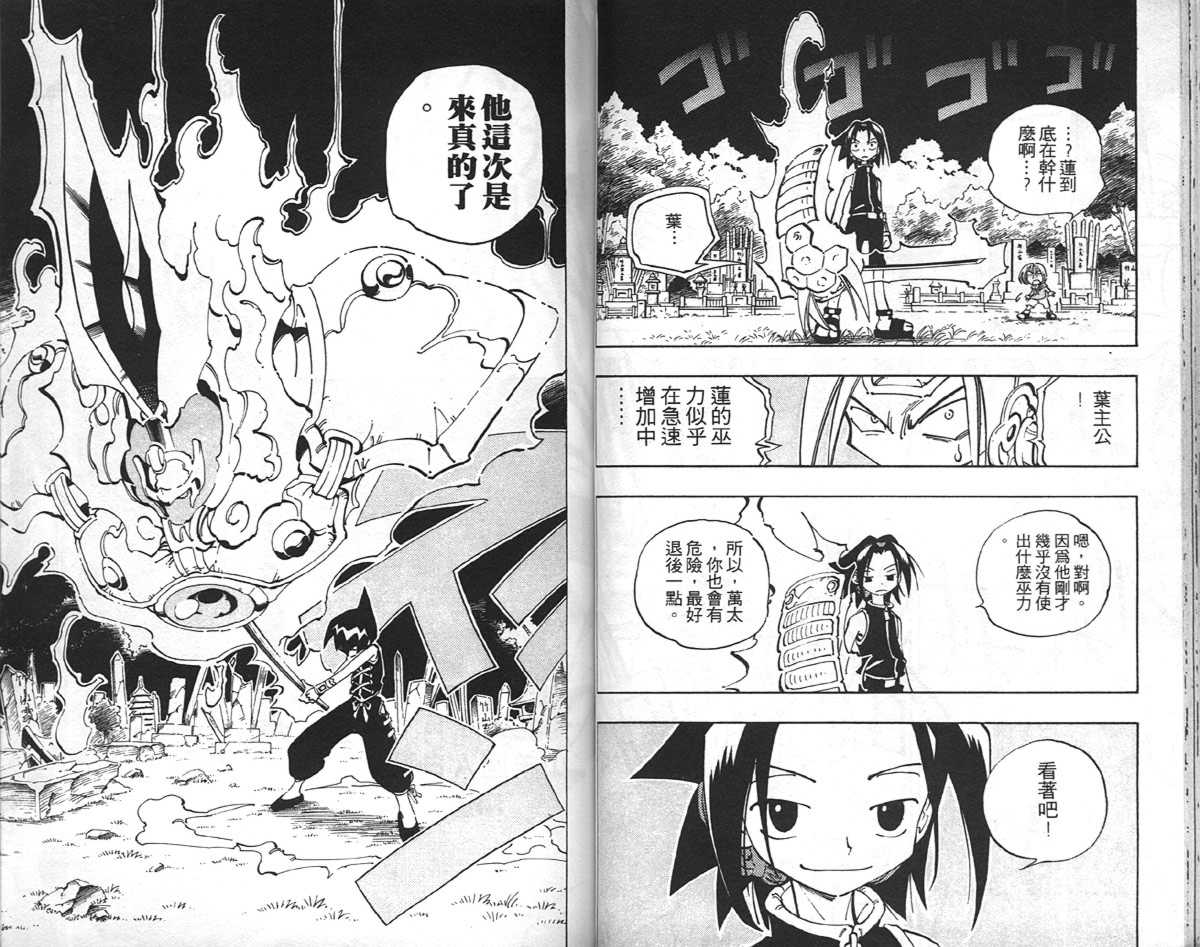 ゴゴゴゴ
…?蓮到
底在幹什
麼啊…?
葉…
葉主公
!
蓮的巫
力似乎
在急速
增加中
……
嗯,對啊。
因爲他剛才
幾乎沒有使
出什麼巫力
。
所以,萬太
,你也會有
危險,最好
退後一點。
看著吧!
他這次是
來真的了
。